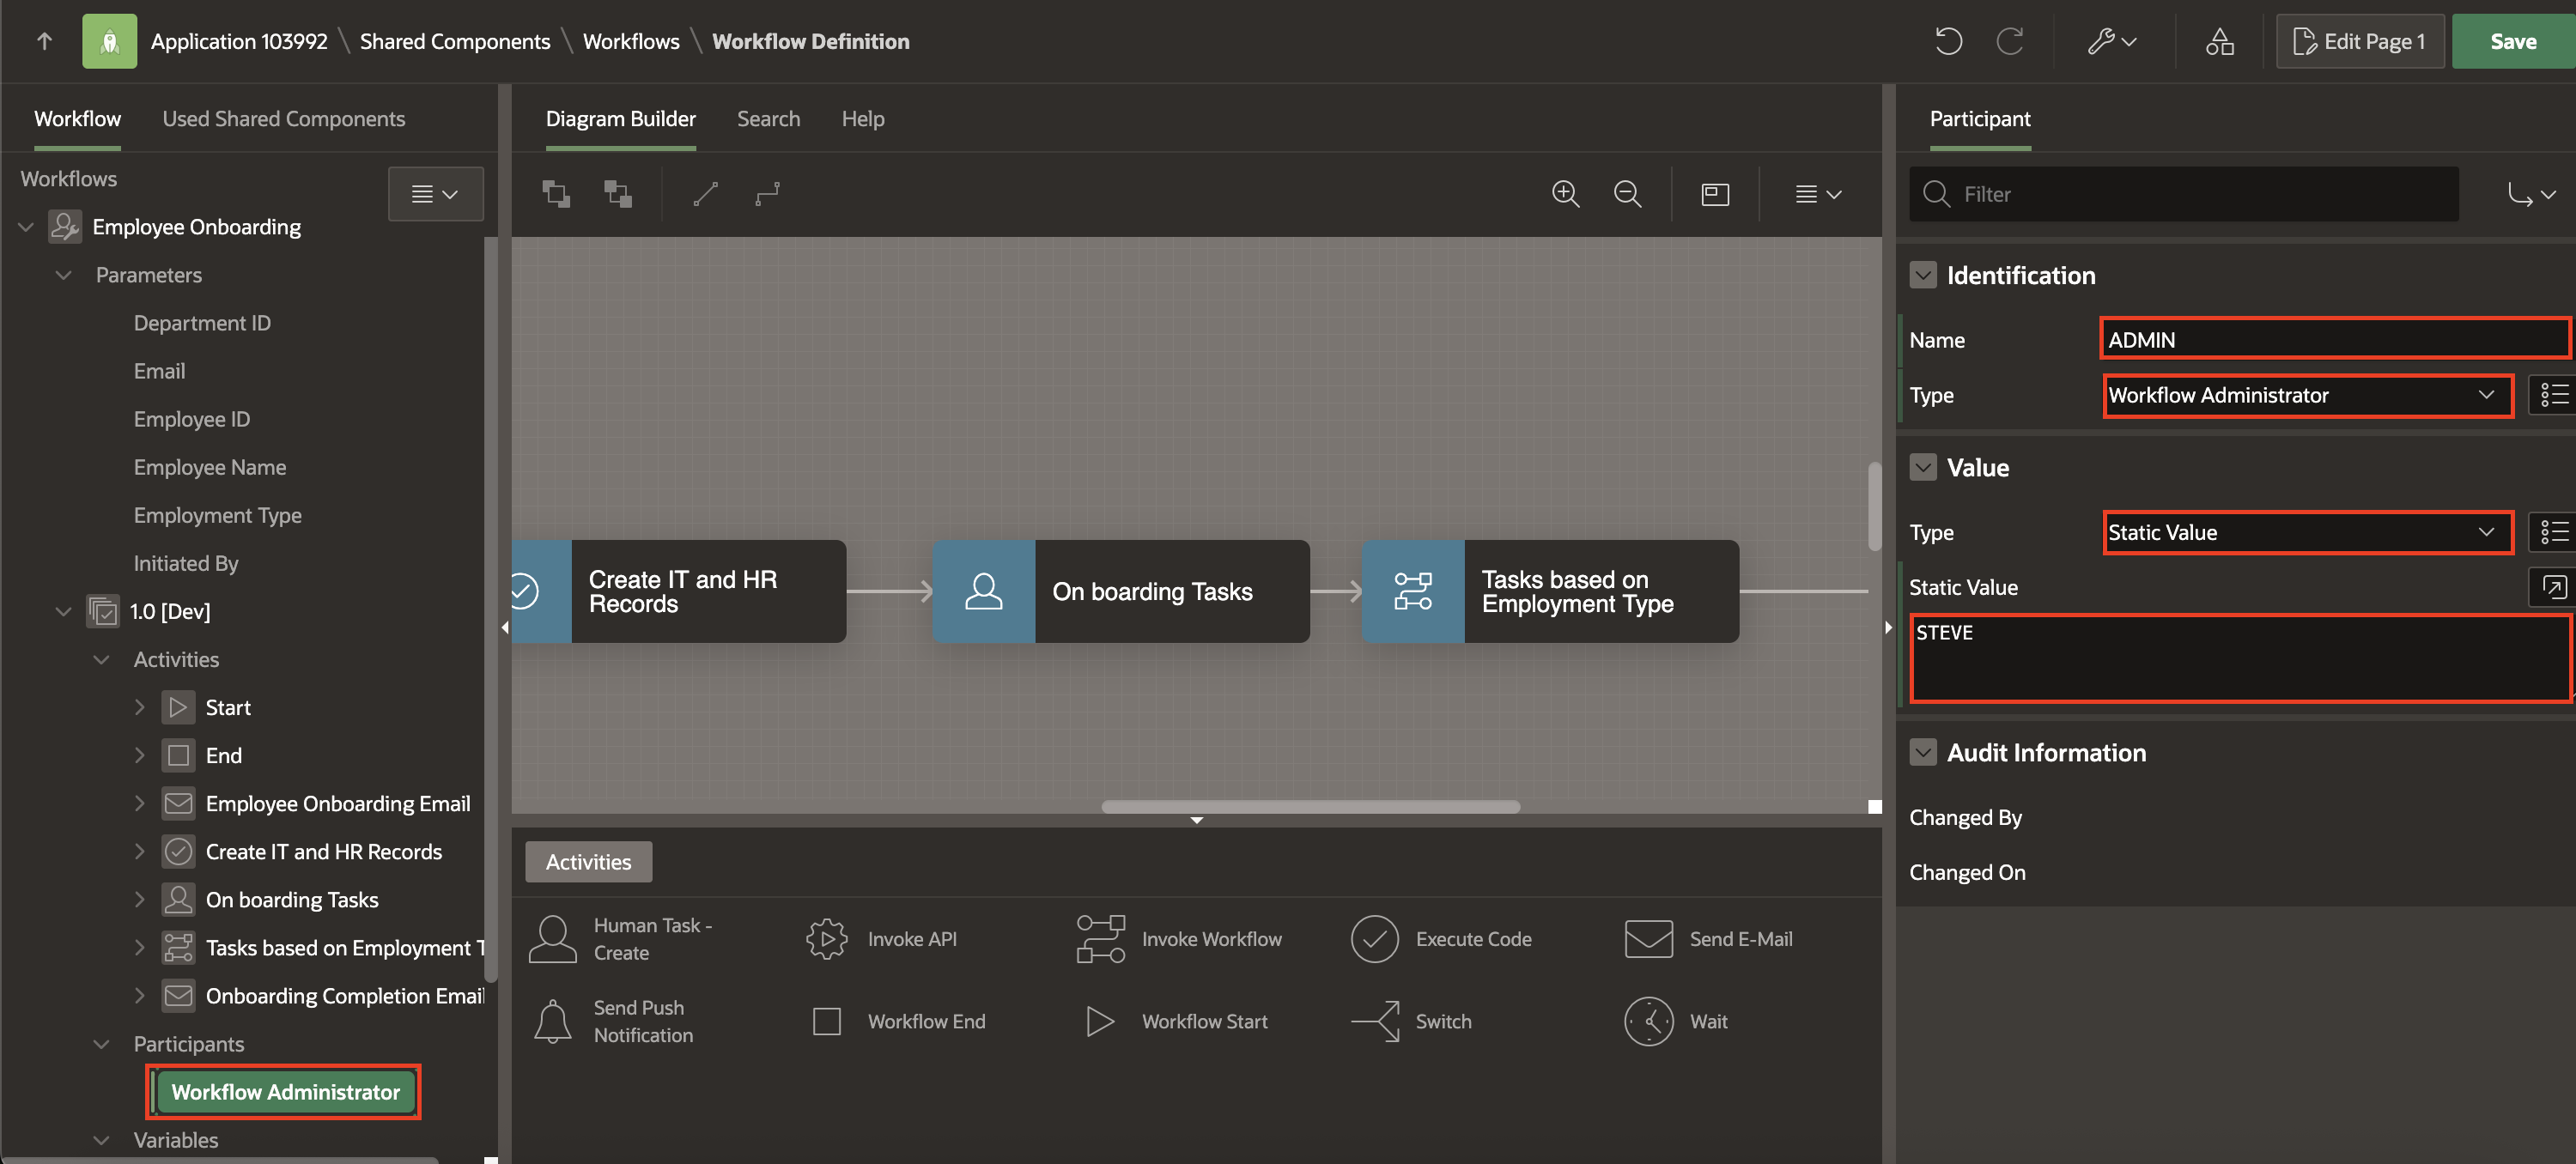 Application 103992 \ Shared Components \ Workflows \ Workflow Definition
Edit Page 1
Save
Workflow
Used Shared Components
Workflows
Employee Onboarding
Parameters
Department ID
Email
Employee ID
Employee Name
Employment Type
Initiated By
1.0 [Dev]
Activities
Start
End
Employee Onboarding Email
Create IT and HR Records
On boarding Tasks
Tasks based on Employment T
Onboarding Completion Email
Participants
Workflow Administrator
Variables
Diagram Builder
Search
Help
Create IT and HR
Records
On boarding Tasks
Tasks based on
Employment Type
Activities
Human Task -
Create
Invoke API
Invoke Workflow
Execute Code
Send E-Mail
Send Push
Notification
Workflow End
Workflow Start
Switch
Wait
Participant
Filter
Identification
Name
ADMIN
Type
Workflow Administrator
Value
Type
Static Value
Static Value
STEVE
Audit Information
Changed By
Changed On